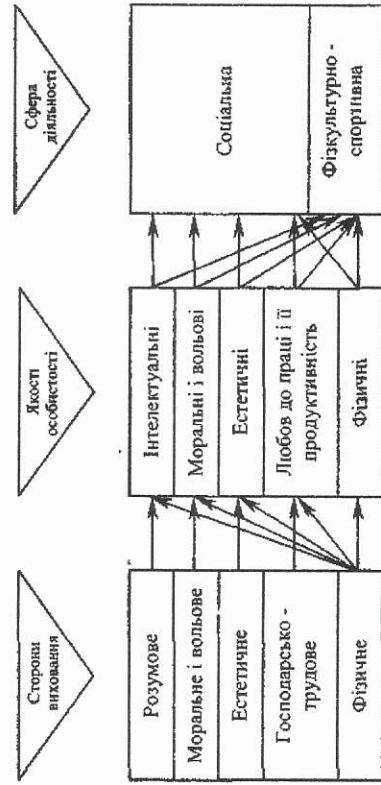 Сторони
виховання
Розумове
Моральне і вольове
Естетичне
Господарсько -
трудове
Фізичне
Якості
особистості
Інтелектуальні
Моральні і вольові
Естетичні
Любов до праці і її
продуктивність
Фізичні
Сфера
діяльності
Соціальна
Фізкультурно -
спортивна